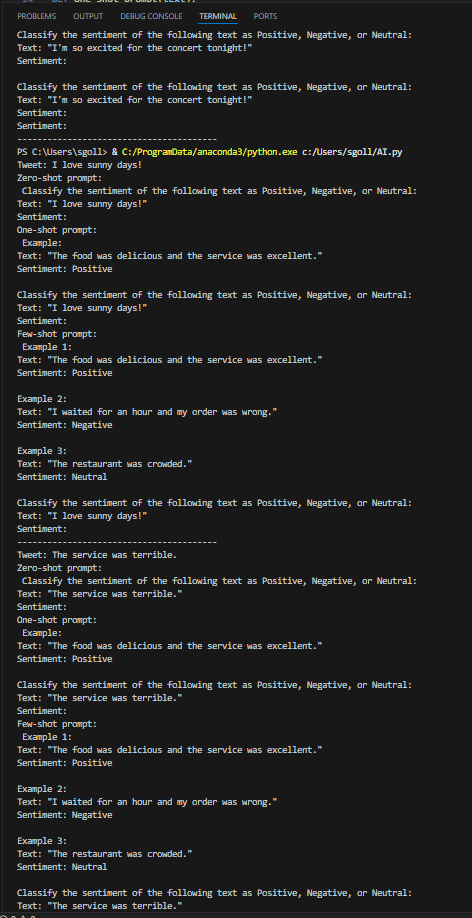 PROBLEMS OUTPUT DEBUG CONSOLE TERMINAL PORTS
Classify the sentiment of the following text as Positive, Negative, or Neutral:
Text: "I'm so excited for the concert tonight!"
Sentiment:
Classify the sentiment of the following text as Positive, Negative, or Neutral:
Text: "I'm so excited for the concert tonight!"
Sentiment:
Sentiment:
----------------------------------------
PS C:\Users\sgoll> & C:/ProgramData/anaconda3/python.exe c:/Users/sgoll/AI.py
Tweet: I love sunny days!
Zero-shot prompt:
Classify the sentiment of the following text as Positive, Negative, or Neutral:
Text: "I love sunny days!"
Sentiment:
One-shot prompt:
Example:
Text: "The food was delicious and the service was excellent."
Sentiment: Positive
Classify the sentiment of the following text as Positive, Negative, or Neutral:
Text: "I love sunny days!"
Sentiment:
Few-shot prompt:
Example 1:
Text: "The food was delicious and the service was excellent."
Sentiment: Positive
Example 2:
Text: "I waited for an hour and my order was wrong."
Sentiment: Negative
Example 3:
Text: "The restaurant was crowded."
Sentiment: Neutral
Classify the sentiment of the following text as Positive, Negative, or Neutral:
Text: "I love sunny days!"
Sentiment:
----------------------------------------
Tweet: The service was terrible.
Zero-shot prompt:
Classify the sentiment of the following text as Positive, Negative, or Neutral:
Text: "The service was terrible."
Sentiment:
One-shot prompt:
Example:
Text: "The food was delicious and the service was excellent."
Sentiment: Positive
Classify the sentiment of the following text as Positive, Negative, or Neutral:
Text: "The service was terrible."
Sentiment:
Few-shot prompt:
Example 1:
Text: "The food was delicious and the service was excellent."
Sentiment: Positive
Example 2:
Text: "I waited for an hour and my order was wrong."
Sentiment: Negative
Example 3:
Text: "The restaurant was crowded."
Sentiment: Neutral
Classify the sentiment of the following text as Positive, Negative, or Neutral:
Text: "The service was terrible."